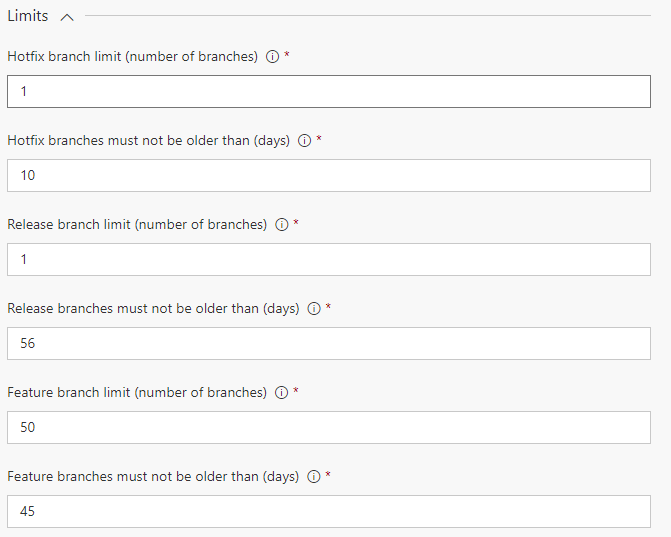 Limits
Hotfix branch limit (number of branches) *
1
Hotfix branches must not be older than (days) *
10
Release branch limit (number of branches) *
1
Release branches must not be older than (days) *
56
Feature branch limit (number of branches) *
50
Feature branches must not be older than (days) *
45